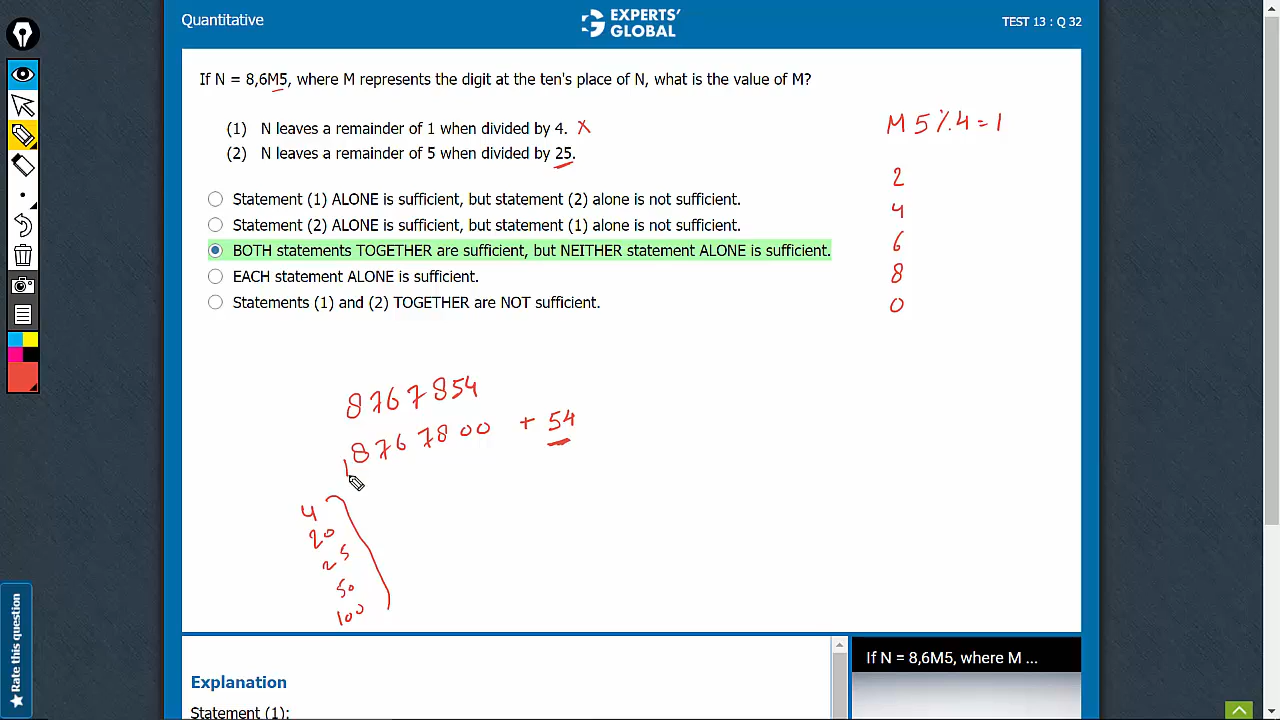 Quantitative
EXPERTS'
GLOBAL
TEST 13 : Q 32
If N = 8,6M5, where M represents the digit at the ten's place of N, what is the value of M?
(1) N leaves a remainder of 1 when divided by 4. X
(2) N leaves a remainder of 5 when divided by 25.
Statement (1) ALONE is sufficient, but statement (2) alone is not sufficient.
Statement (2) ALONE is sufficient, but statement (1) alone is not sufficient.
BOTH statements TOGETHER are sufficient, but NEITHER statement ALONE is sufficient.
EACH statement ALONE is sufficient.
Statements (1) and (2) TOGETHER are NOT sufficient.
M 5 % 4 = 1
2
4
6
8
0
8767854
8767800 + 54
4
20
25
50
100
Rate this Explanation
Explanation
Statement (1):
If N = 8,6M5, where M ...